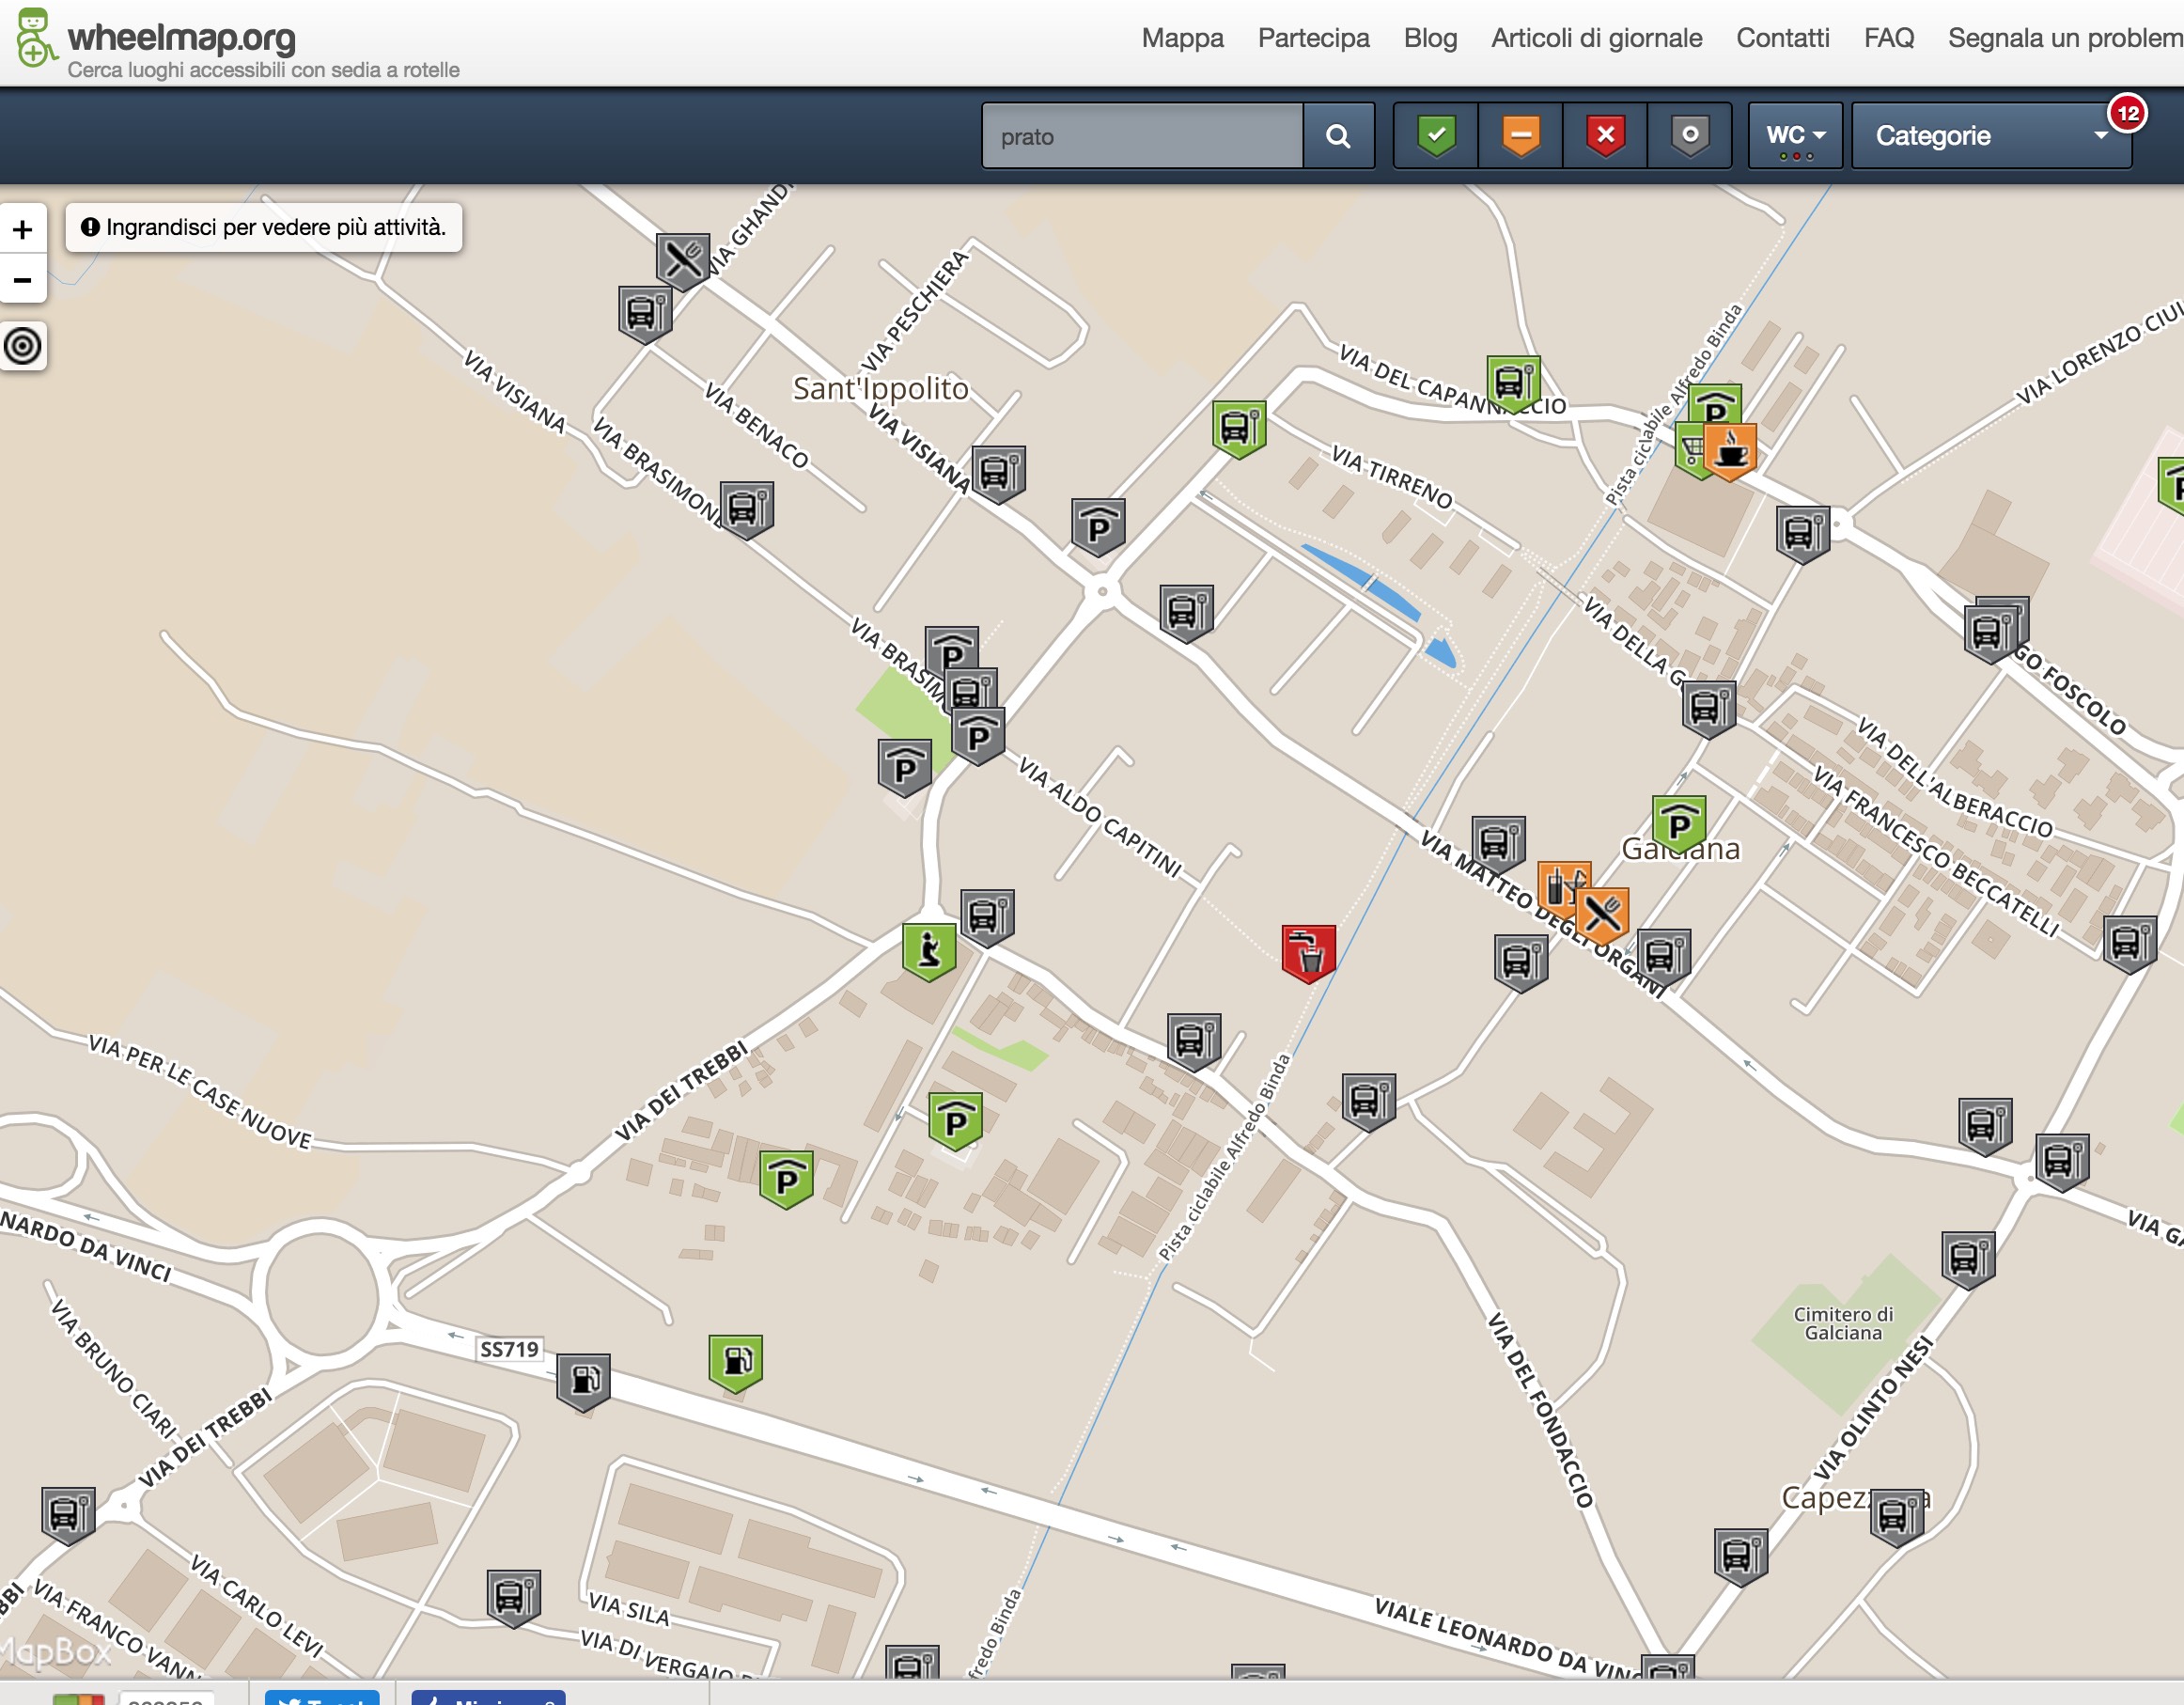 wheelmap.org
Cerca luoghi accessibili con sedia a rotelle
Mappa
Partecipa
Blog
Articoli di giornale
Contatti
FAQ
Segnala un problem
prato
WC
Categorie
12
+
Ingrandisci per vedere più attività.
-
VIA GHANDI
VIA PESCHIERA
VIA VISIANA
Sant'Ippolito
VIA BENACO
VIA VISIANA
VIA BRASIMONE
VIA DEL CAPANNACCIO
Pista ciclabile Alfredo Binda
VIA LORENZO CIUL
VIA TIRRENO
P
P
P
VIA BRASIM
P
P
P
VIA DELLA G
GO FOSCOLO
VIA ALDO CAPITINI
VIA DELL'ALBERACCIO
VIA FRANCESCO BECCATELLI
P
Galciana
VIA MATTEO DEGLI ORGANI
VIA PER LE CASE NUOVE
VIA DEI TREBBI
P
P
Pista ciclabile Alfredo Binda
NARDO DA VINCI
VIA GA
Cimitero di
Galciana
SS719
VIA BRUNO CIARI
VIA DEI TREBBI
VIA DEL FONDACCIO
VIA OLINTO NESI
Capezz
VIA CARLO LEVI
VIA FRANCO VANN
BBI
VIA SILA
VIA DI VERGAIO
fredo Binda
VIALE LEONARDO DA VINC
MapBox
Tweet